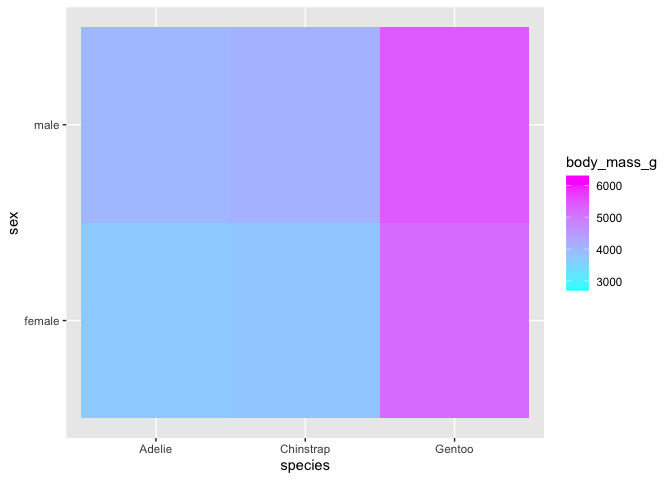 male
female
sex
Adelie
Chinstrap
Gentoo
species
body_mass_g
6000
5000
4000
3000